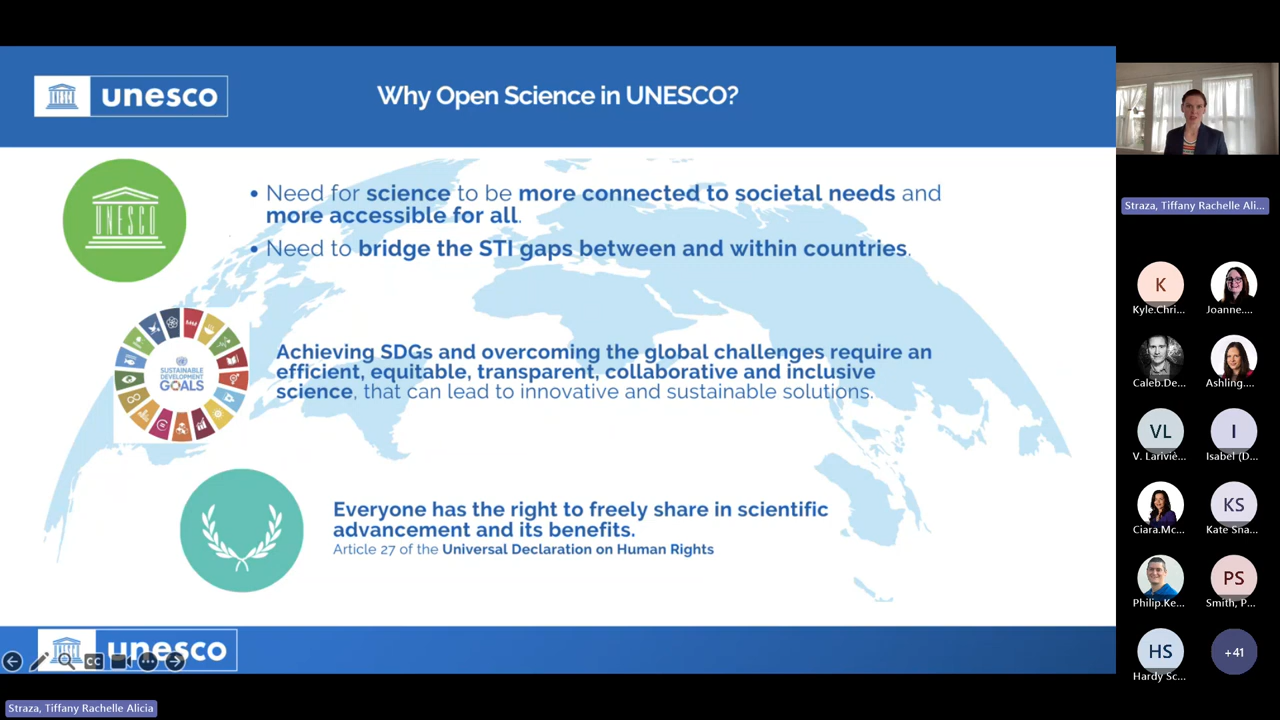 unesco
Why Open Science in UNESCO?
UNESCO
• Need for science to be more connected to societal needs and
more accessible for all.
• Need to bridge the STI gaps between and within countries.
SUSTAINABLE
DEVELOPMENT
GOALS
Achieving SDGs and overcoming the global challenges require an
efficient, equitable, transparent, collaborative and inclusive
science, that can lead to innovative and sustainable solutions.
Everyone has the right to freely share in scientific
advancement and its benefits.
Article 27 of the Universal Declaration on Human Rights
unesco
CC
Straza, Tiffany Rachelle Alicia
Straza, Tiffany Rachelle Ali...
K
Kyle.Chri...
Joanne....
Caleb.De...
Ashling....
VL
V. Lariviè...
I
Isabel (D...
Ciara.Mc...
KS
Kate Sna...
Philip.Ke...
PS
Smith, P...
HS
Hardy Sc...
+41